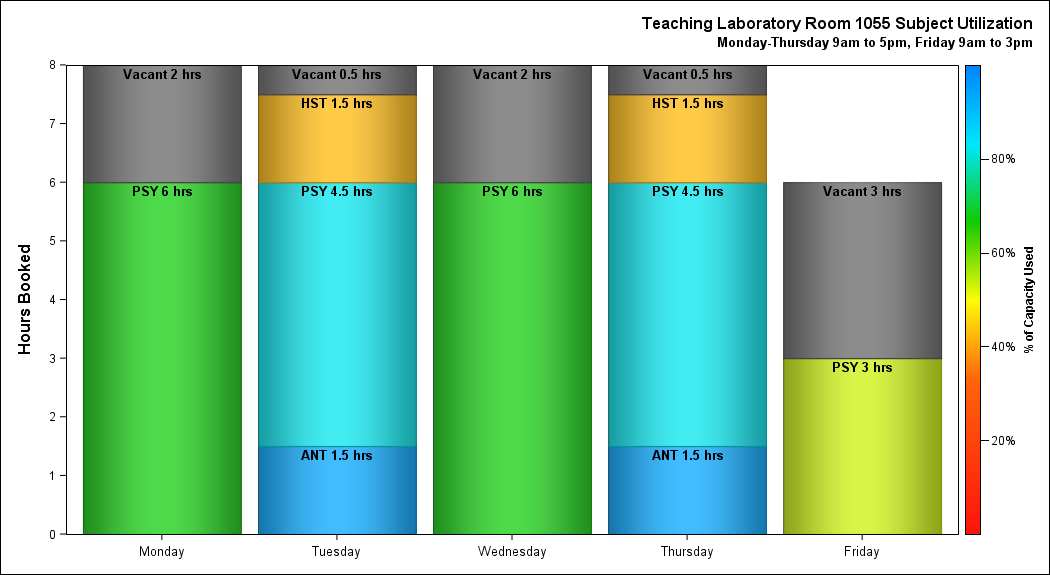 Teaching Laboratory Room 1055 Subject Utilization
Monday-Thursday 9am to 5pm, Friday 9am to 3pm
Hours Booked
8
7
6
5
4
3
2
1
0
Vacant 2 hrs
PSY 6 hrs
Vacant 0.5 hrs
HST 1.5 hrs
PSY 4.5 hrs
ANT 1.5 hrs
Vacant 2 hrs
PSY 6 hrs
Vacant 0.5 hrs
HST 1.5 hrs
PSY 4.5 hrs
ANT 1.5 hrs
Vacant 3 hrs
PSY 3 hrs
Monday
Tuesday
Wednesday
Thursday
Friday
80%
60%
40%
20%
% of Capacity Used